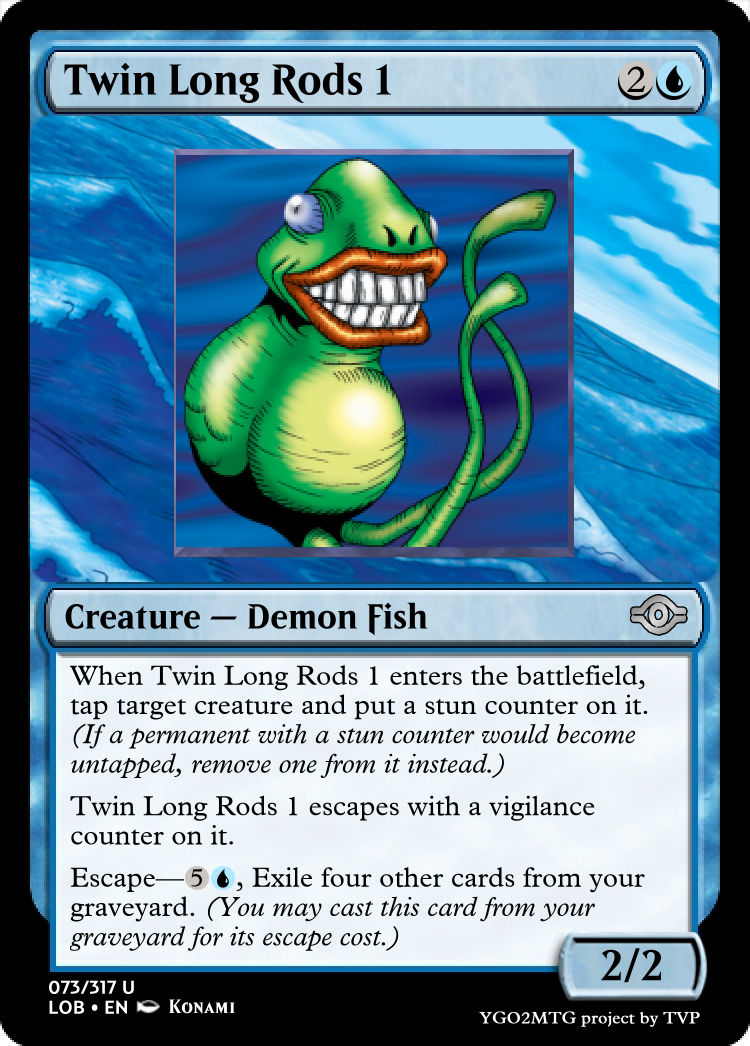 Twin Long Rods 1 2
Creature — Demon Fish
When Twin Long Rods 1 enters the battlefield,
tap target creature and put a stun counter on it.
(If a permanent with a stun counter would become
untapped, remove one from it instead.)
Twin Long Rods 1 escapes with a vigilance
counter on it.
Escape—5, Exile four other cards from your
graveyard. (You may cast this card from your
graveyard for its escape cost.)
2/2
073/317 U
LOB • EN Konami
YGO2MTG project by TVP